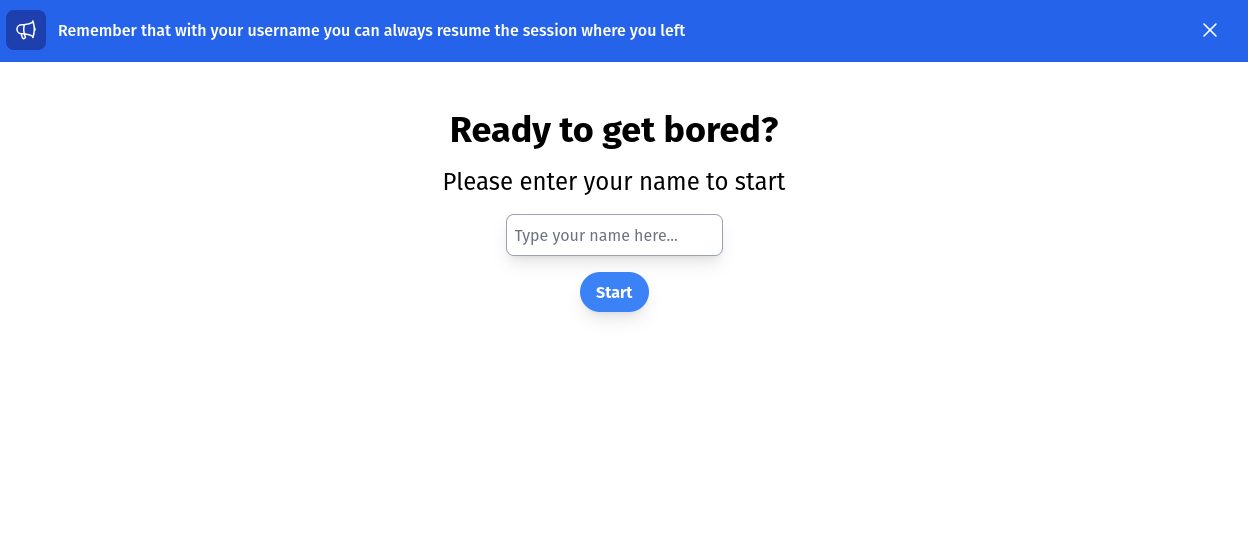 Remember that with your username you can always resume the session where you left
Ready to get bored?
Please enter your name to start
Type your name here...
Start